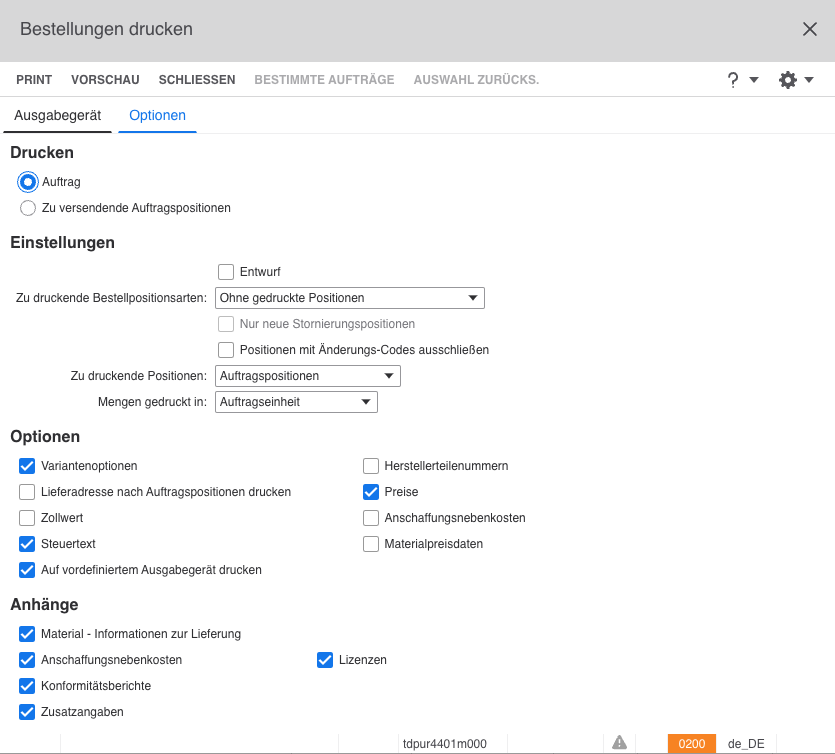 Bestellungen drucken
PRINT VORSCHAU SCHLIESSEN BESTIMMTE AUFTRÄGE AUSWAHL ZURÜCKS. ?
Ausgabegerät Optionen
Drucken
Auftrag
Zu versendende Auftragspositionen
Einstellungen
Entwurf
Zu druckende Bestellpositionsarten: Ohne gedruckte Positionen
Nur neue Stornierungspositionen
Positionen mit Änderungs-Codes ausschließen
Zu druckende Positionen: Auftragspositionen
Mengen gedruckt in: Auftragseinheit
Optionen
Variantenoptionen Herstellerteilenummern
Lieferadresse nach Auftragspositionen drucken Preise
Zollwert Anschaffungsnebenkosten
Steuertext Materialpreisdaten
Auf vordefiniertem Ausgabegerät drucken
Anhänge
Material - Informationen zur Lieferung
Anschaffungsnebenkosten Lizenzen
Konformitätsberichte
Zusatzangaben
tdpur4401m000 0200 de_DE